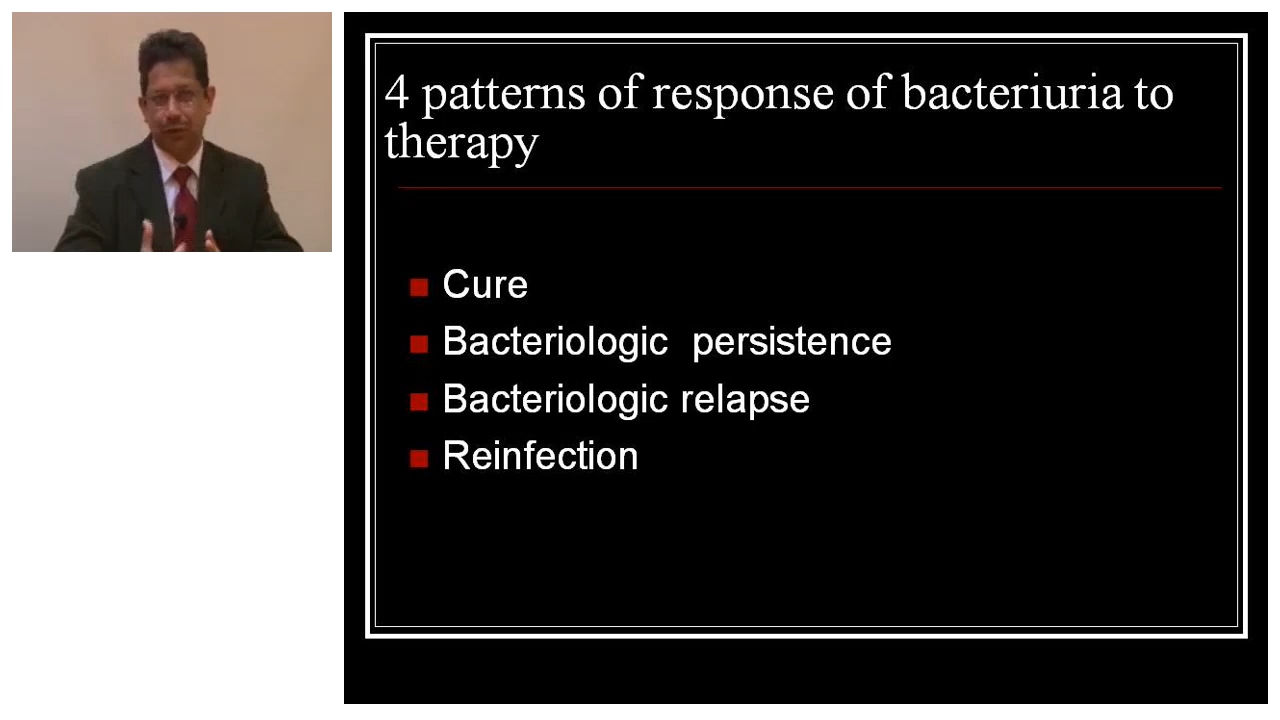 4 patterns of response of bacteriuria to
therapy
Cure
Bacteriologic persistence
Bacteriologic relapse
Reinfection